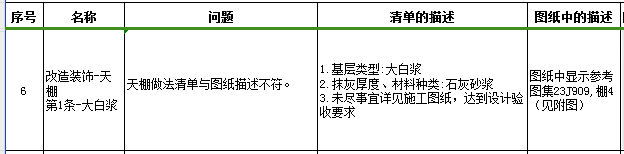 序号 名称 问题 清单的描述 图纸中的描述
6
改造装饰-天
棚
第1条-大白浆
天棚做法清单与图纸描述不符。
1.基层类型:大白浆
2.抹灰厚度、材料种类:石灰砂浆
3.未尽事宜详见施工图纸，达到设计验
收要求
图纸中显示参考
图集23J909,棚4
（见附图）